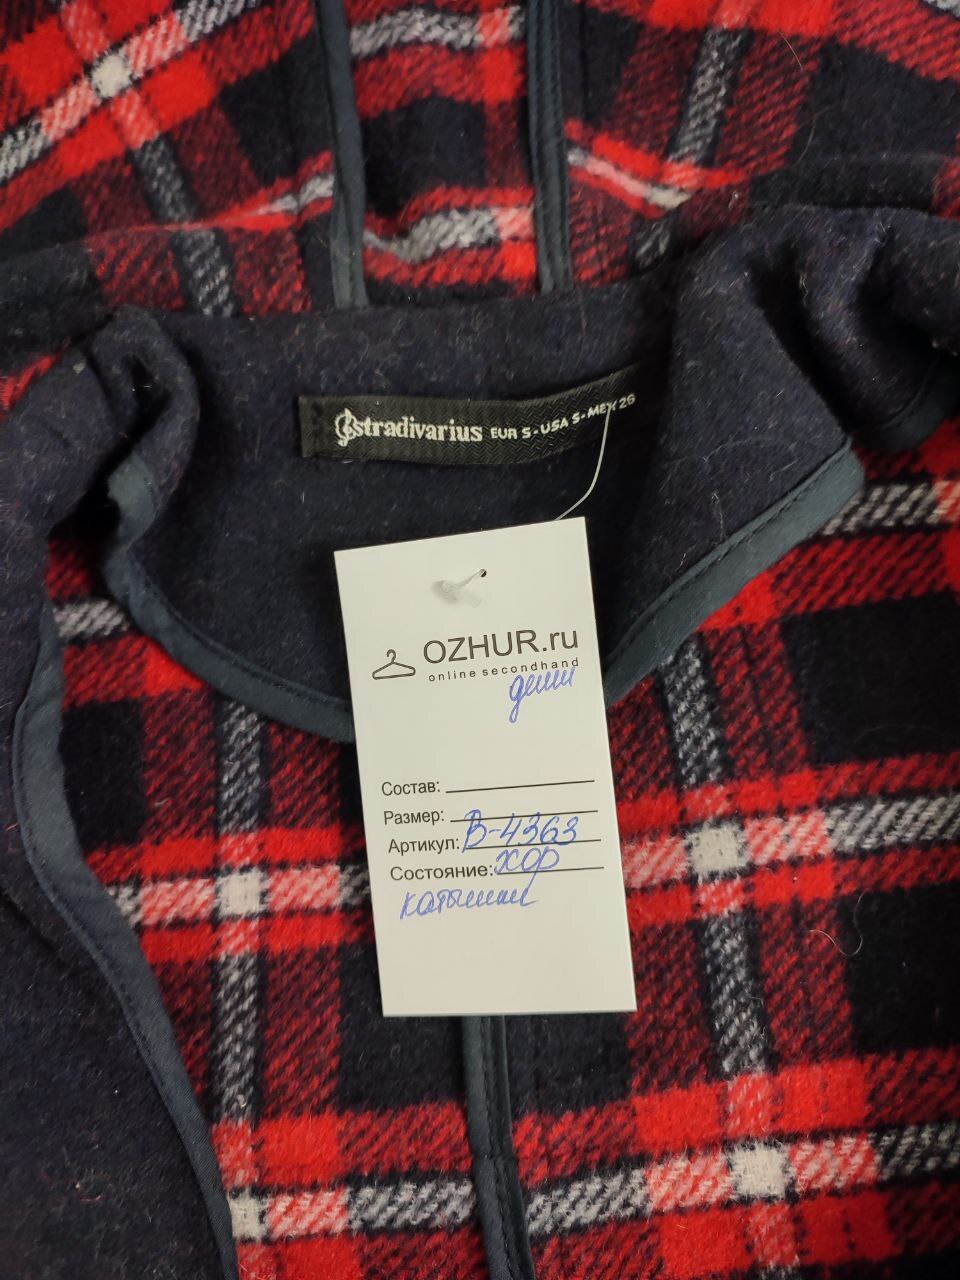 stradivarius EUR S - USA S - MEX 26
OZHUR.ru
online secondhand
деми
Состав:
Размер:
Артикул: В-4363
Состояние: хор
катышки